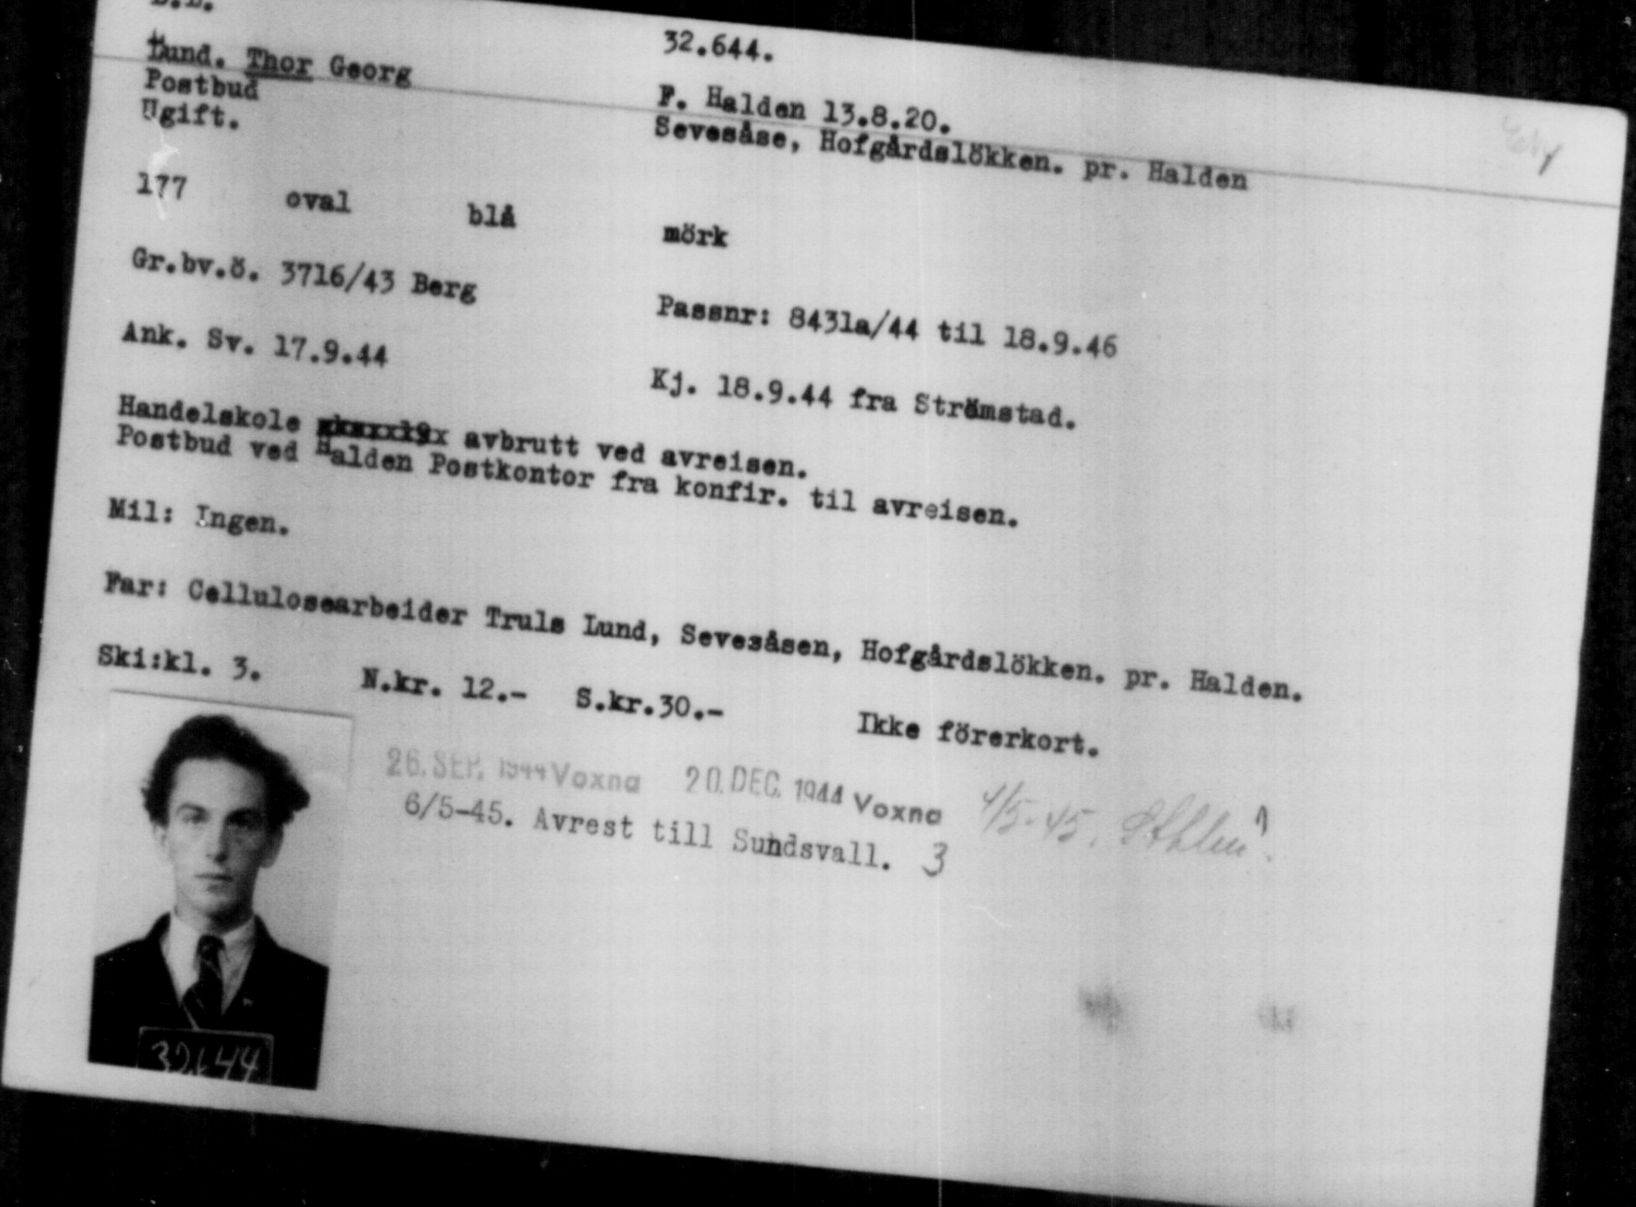 32.644.
Lund. Thor Georg
F. Halden 13.8.20.
Postbud
Sevesåse, Hofgårdslökken. pr. Halden
Ugift.
177 oval blå mörk
Gr.bv.ö. 3716/43 Berg
Passnr: 8431a/44 til 18.9.46
Ank. Sv. 17.9.44
Kj. 18.9.44 fra Strömstad.
Handelskole avbrutt ved avreisen.
Postbud ved Halden Postkontor fra konfir. til avreisen.
Mil: Ingen.
Far: Cellulosearbeider Truls Lund, Sevesåsen, Hofgårdslökken. pr. Halden.
Ski:kl. 3. N.kr. 12.- S.kr.30.- Ikke förerkort.
26. SEP. 1944 Voxna 20. DEC. 1944 Voxna 4/5-45.
6/5-45. Avrest till Sundsvall. 3
32644